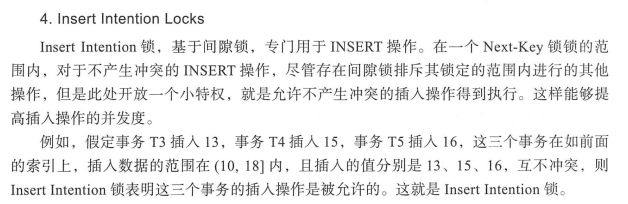 4. Insert Intention Locks
Insert Intention 锁，基于间隙锁，专门用于 INSERT 操作。在一个 Next-Key 锁锁的范
围内，对于不产生冲突的 INSERT 操作，尽管存在间隙锁排斥其锁定的范围内进行的其他
操作，但是此处开放一个小特权，就是允许不产生冲突的插入操作得到执行。这样能够提
高插入操作的并发度。
例如，假定事务 T3 插入 13，事务 T4 插入 15，事务 T5 插入 16，这三个事务在如前面
的索引上，插入数据的范围在 (10, 18] 内，且插入的值分别是 13、15、16，互不冲突，则
Insert Intention 锁表明这三个事务的插入操作是被允许的。这就是 Insert Intention 锁。